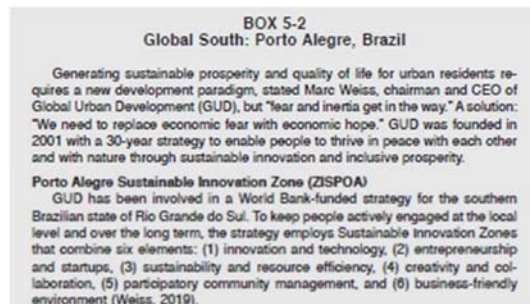 BOX 5-2
Global South: Porto Alegre, Brazil
Generating sustainable prosperity and quality of life for urban residents re-
quires a new development paradigm, stated Marc Weiss, chairman and CEO of
Global Urban Development (GUD), but "fear and inertia get in the way." A solution:
"We need to replace economic fear with economic hope." GUD was founded in
2001 with a 30-year strategy to enable people to thrive in peace with each other
and with nature through sustainable innovation and inclusive prosperity.
Porto Alegre Sustainable Innovation Zone (ZISPOA)
GUD has been involved in a World Bank-funded strategy for the southern
Brazilian state of Rio Grande do Sul. To keep people actively engaged at the local
level and over the long term, the strategy employs Sustainable Innovation Zones
that combine six elements: (1) innovation and technology, (2) entrepreneurship
and startups, (3) sustainability and resource efficiency, (4) creativity and col-
laboration, (5) participatory community management, and (6) business-friendly
environment (Weiss, 2019).